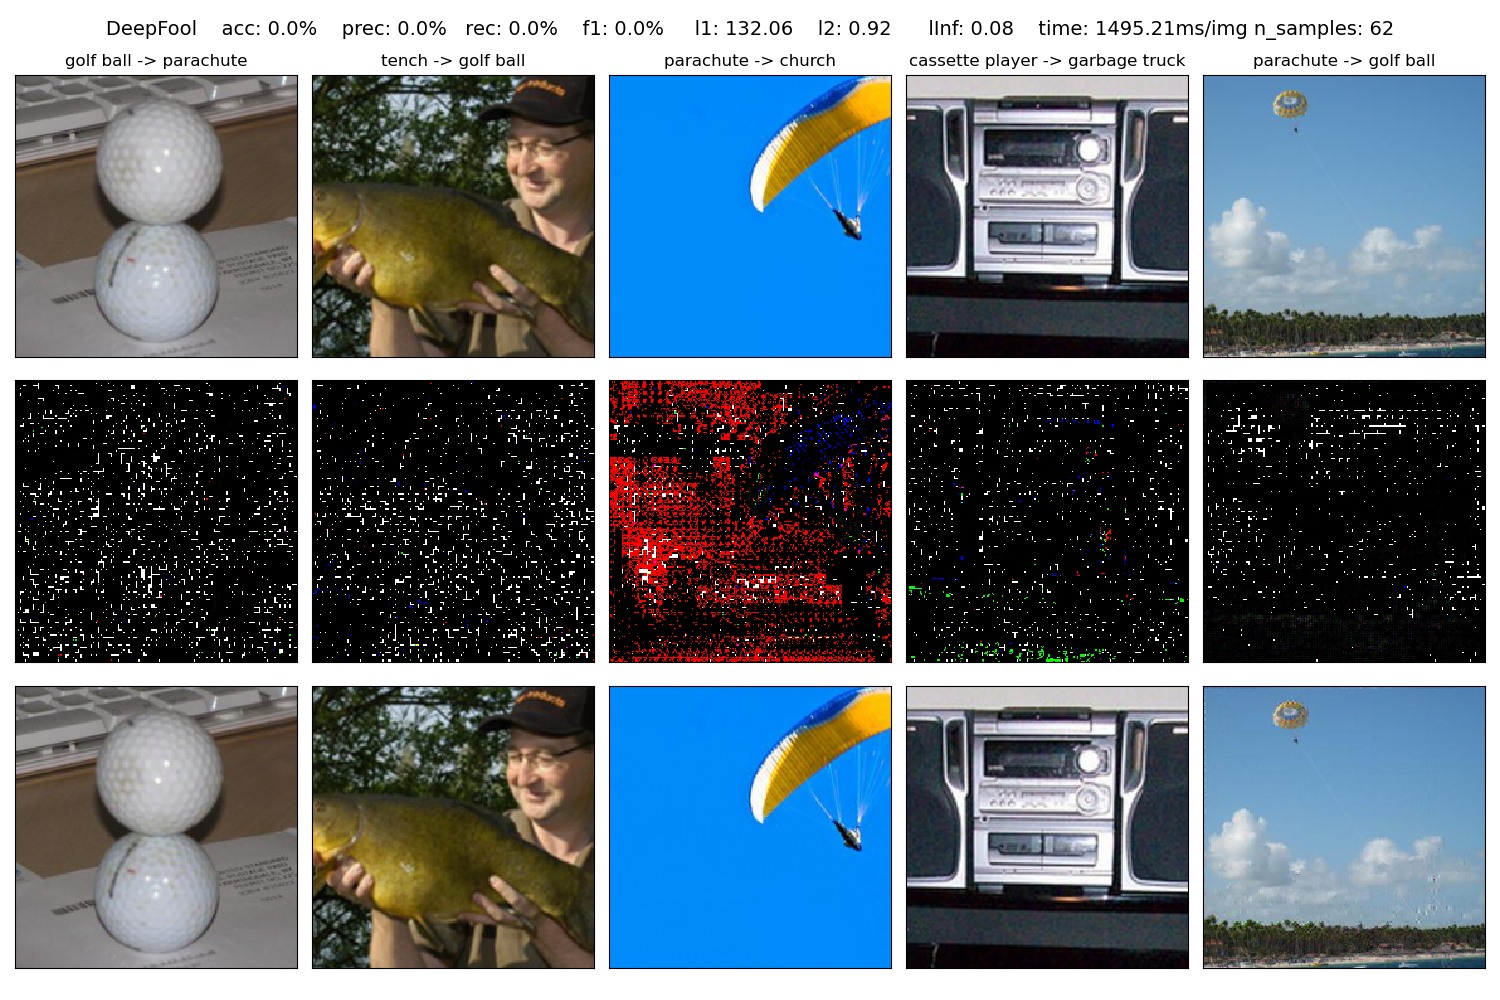 DeepFool acc: 0.0% prec: 0.0% rec: 0.0% f1: 0.0% l1: 132.06 l2: 0.92 lInf: 0.08 time: 1495.21ms/img n_samples: 62
golf ball -> parachute
tench -> golf ball
parachute -> church
cassette player -> garbage truck
parachute -> golf ball